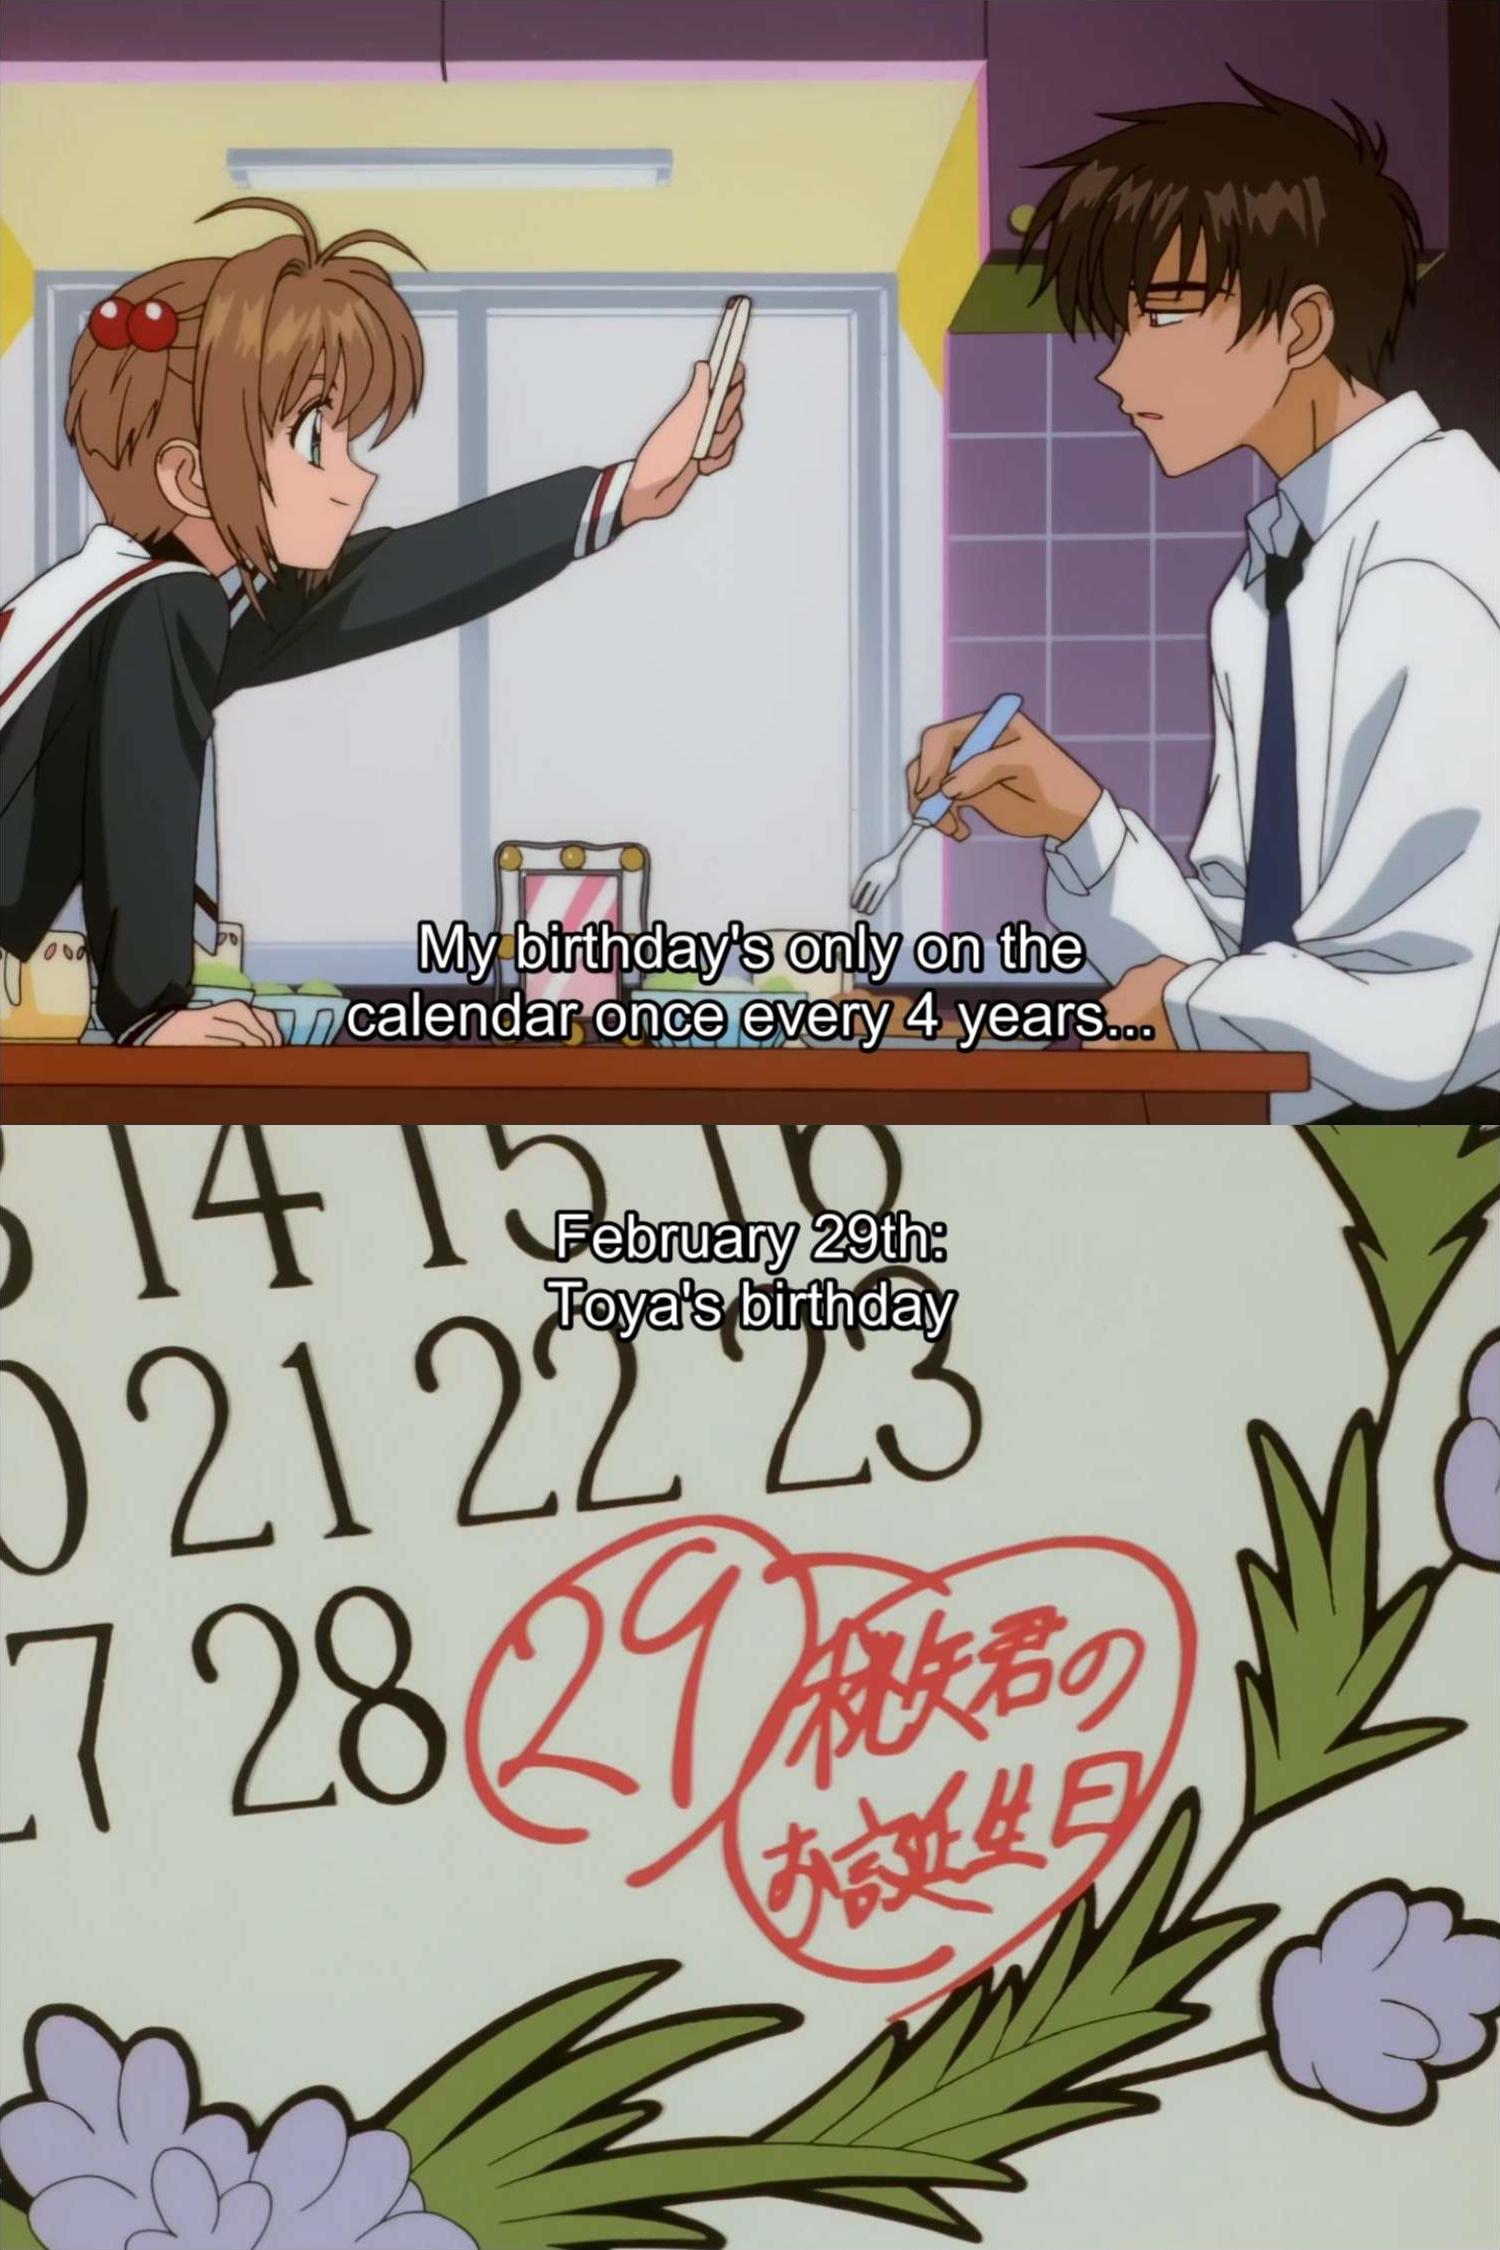 My birthday's only on the
calendar once every 4 years...
14 15 16
February 29th:
Toya's birthday
21 22 23
28 29
桃矢君の
お誕生日